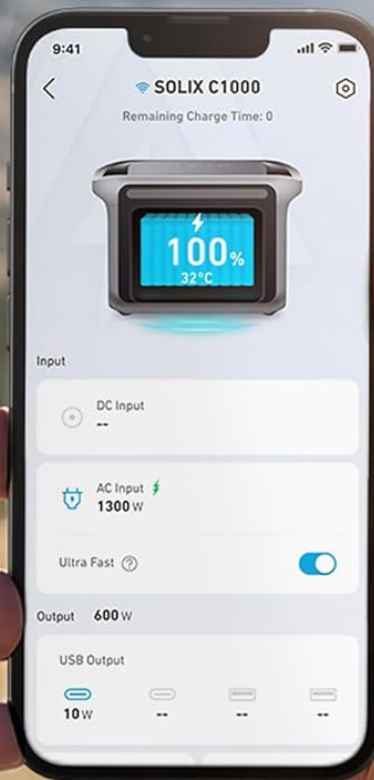 9:41
SOLIX C1000
Remaining Charge Time: 0
100%
32°C
Input
DC Input
--
AC Input
1300 W
Ultra Fast ?
Output 600 W
USB Output
10 W -- -- --